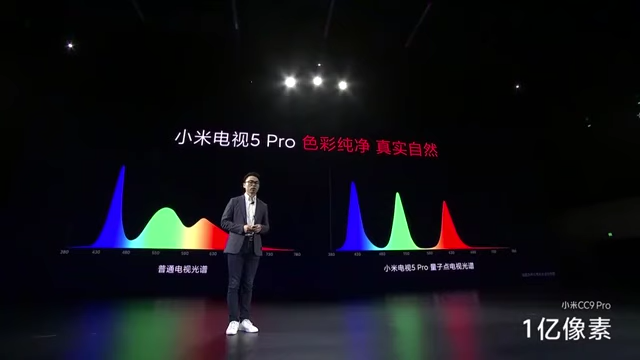 小米电视5 Pro 色彩纯净 真实自然
普通电视光谱
小米电视5 Pro 量子点电视光谱
小米CC9 Pro
1亿像素